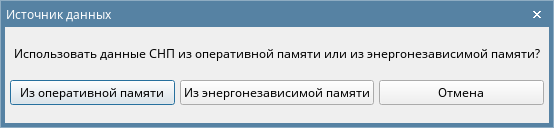 Источник данных
Использовать данные СНП из оперативной памяти или из энергонезависимой памяти?
Из оперативной памяти
Из энергонезависимой памяти
Отмена